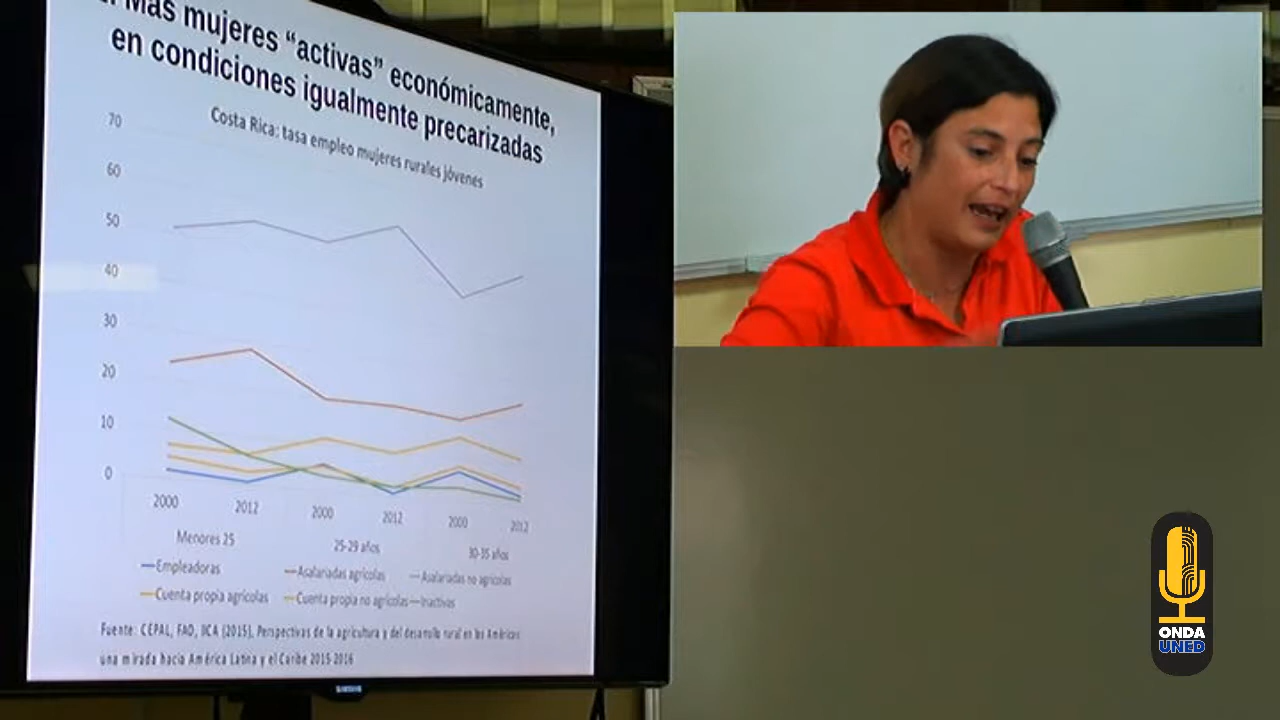 Más mujeres “activas” económicamente,
en condiciones igualmente precarizadas
Costa Rica: tasa empleo mujeres rurales jóvenes
70
60
50
40
30
20
10
0
2000 2012 2000 2012 2000 2012
Menores 25 25-29 años 30-35 años
Empleadoras Asalariadas agrícolas Asalariadas no agrícolas
Cuenta propia agrícolas Cuenta propia no agrícolas Inactivas
Fuente: CEPAL, FAO, IICA (2015), Perspectivas de la agricultura y del desarrollo rural en las Américas
una mirada hacia América Latina y el Caribe 2015-2016
SAMSUNG
ONDA
UNED